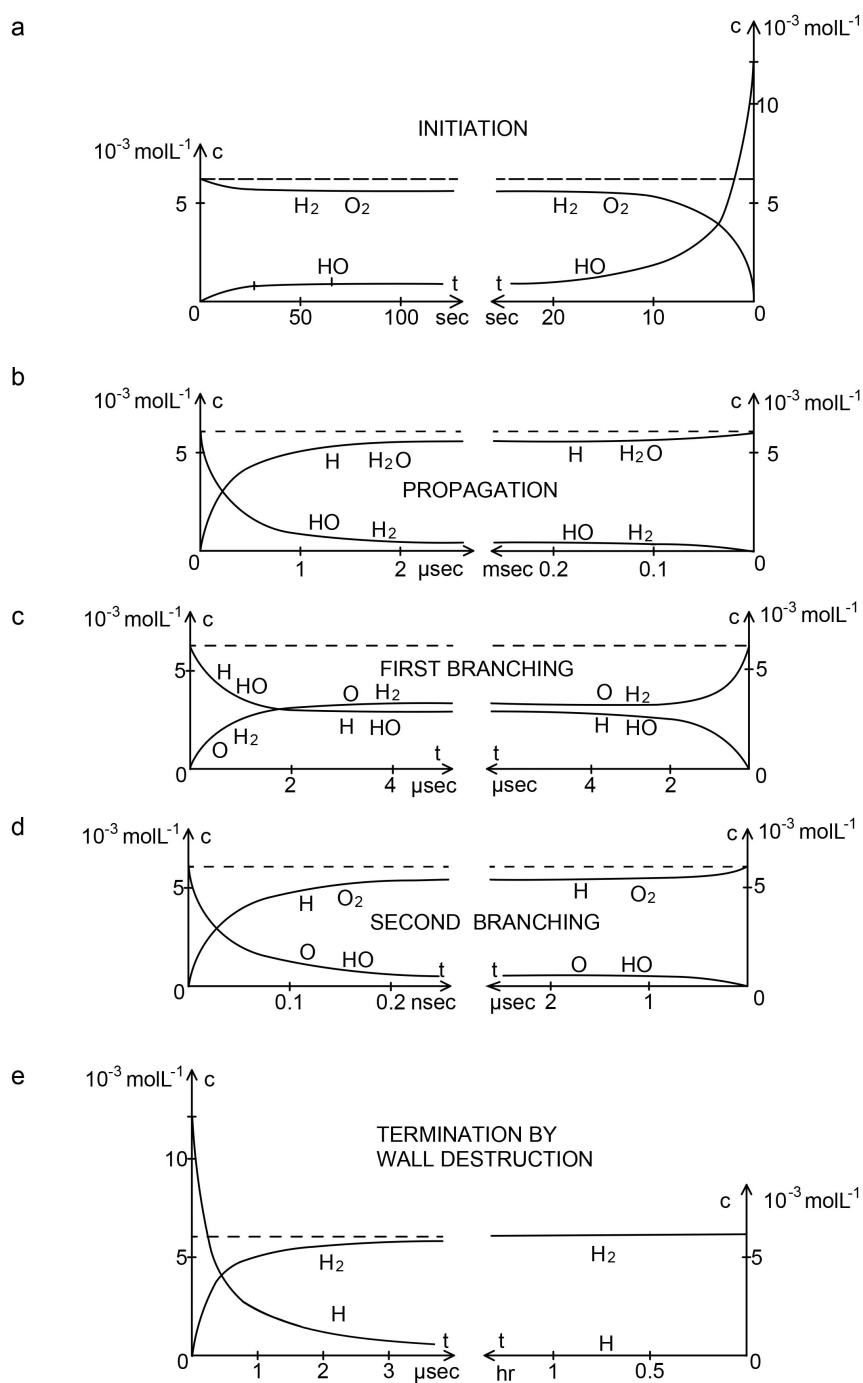 a
c 10-3 molL-1
10
INITIATION
10-3 molL-1 c
5
H2 O2
H2 O2
5
HO
HO
t
t
0
50
100
sec
sec
20
10
0
b
10-3 molL-1 c
c 10-3 molL-1
5
H H2O
H H2O
5
PROPAGATION
HO H2
HO H2
0
1
2
µsec
msec
0.2
0.1
0
c
10-3 molL-1 c
c 10-3 molL-1
5
H
HO
FIRST BRANCHING
5
O H2
O H2
O
H2
H HO
H HO
t
t
0
2
4
µsec
µsec
4
2
0
d
10-3 molL-1 c
c 10-3 molL-1
5
H O2
H O2
5
SECOND BRANCHING
O HO
O HO
t
t
0
0.1
0.2 nsec
µsec 2
1
0
e
10-3 molL-1 c
10
TERMINATION BY
WALL DESTRUCTION
c 10-3 molL-1
5
H2
H2
5
H
H
t
t
0
1
2
3
µsec
hr
1
0.5
0